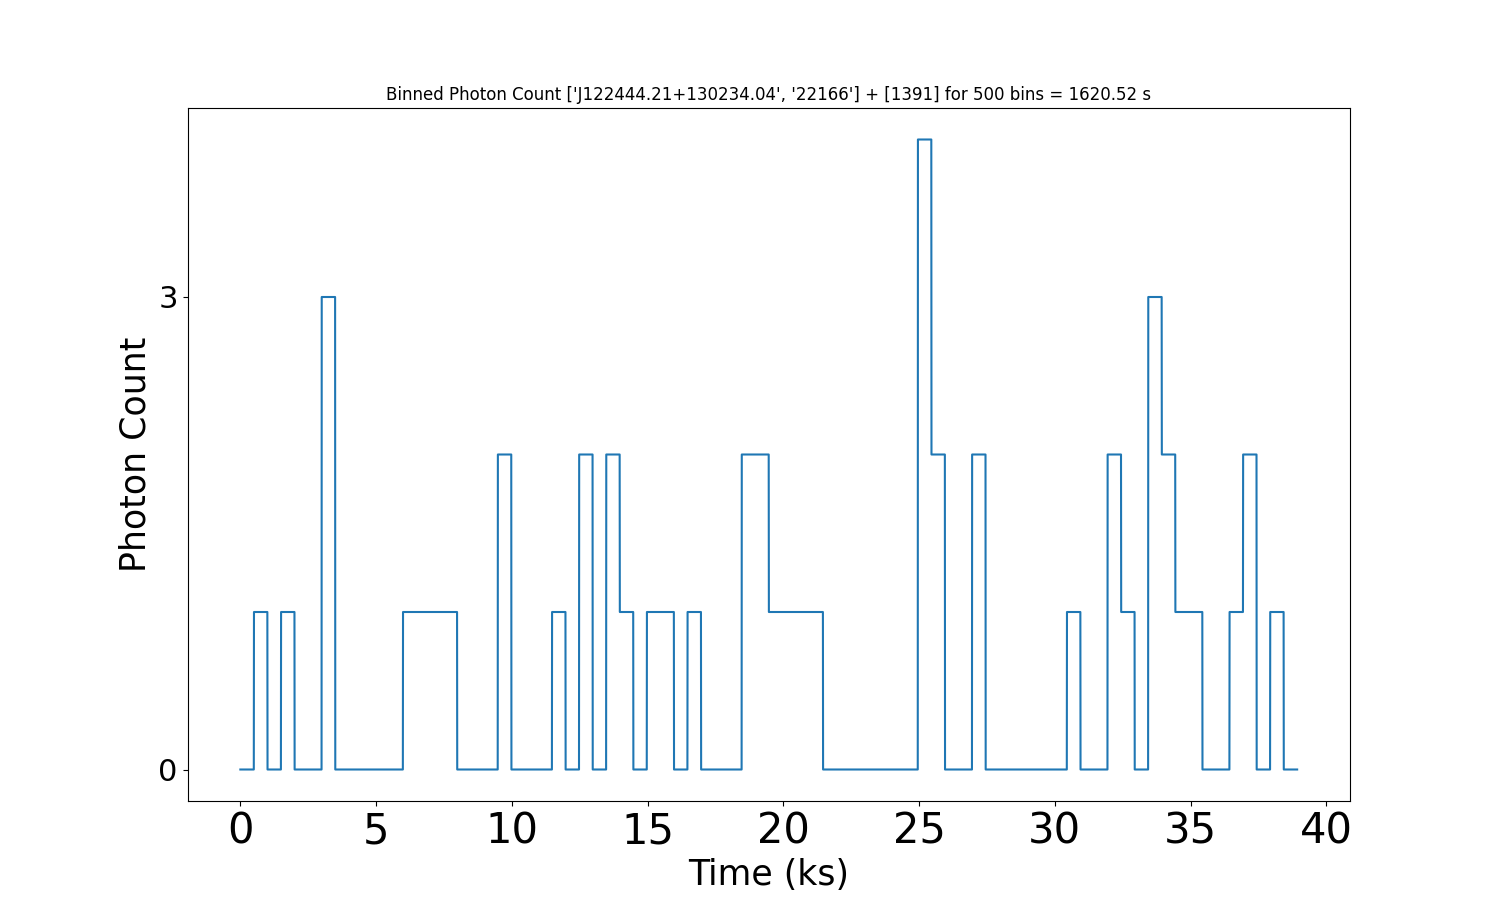 Binned Photon Count ['J122444.21+130234.04', '22166'] + [1391] for 500 bins = 1620.52 s
3
Photon Count
0
0 5 10 15 20 25 30 35 40
Time (ks)